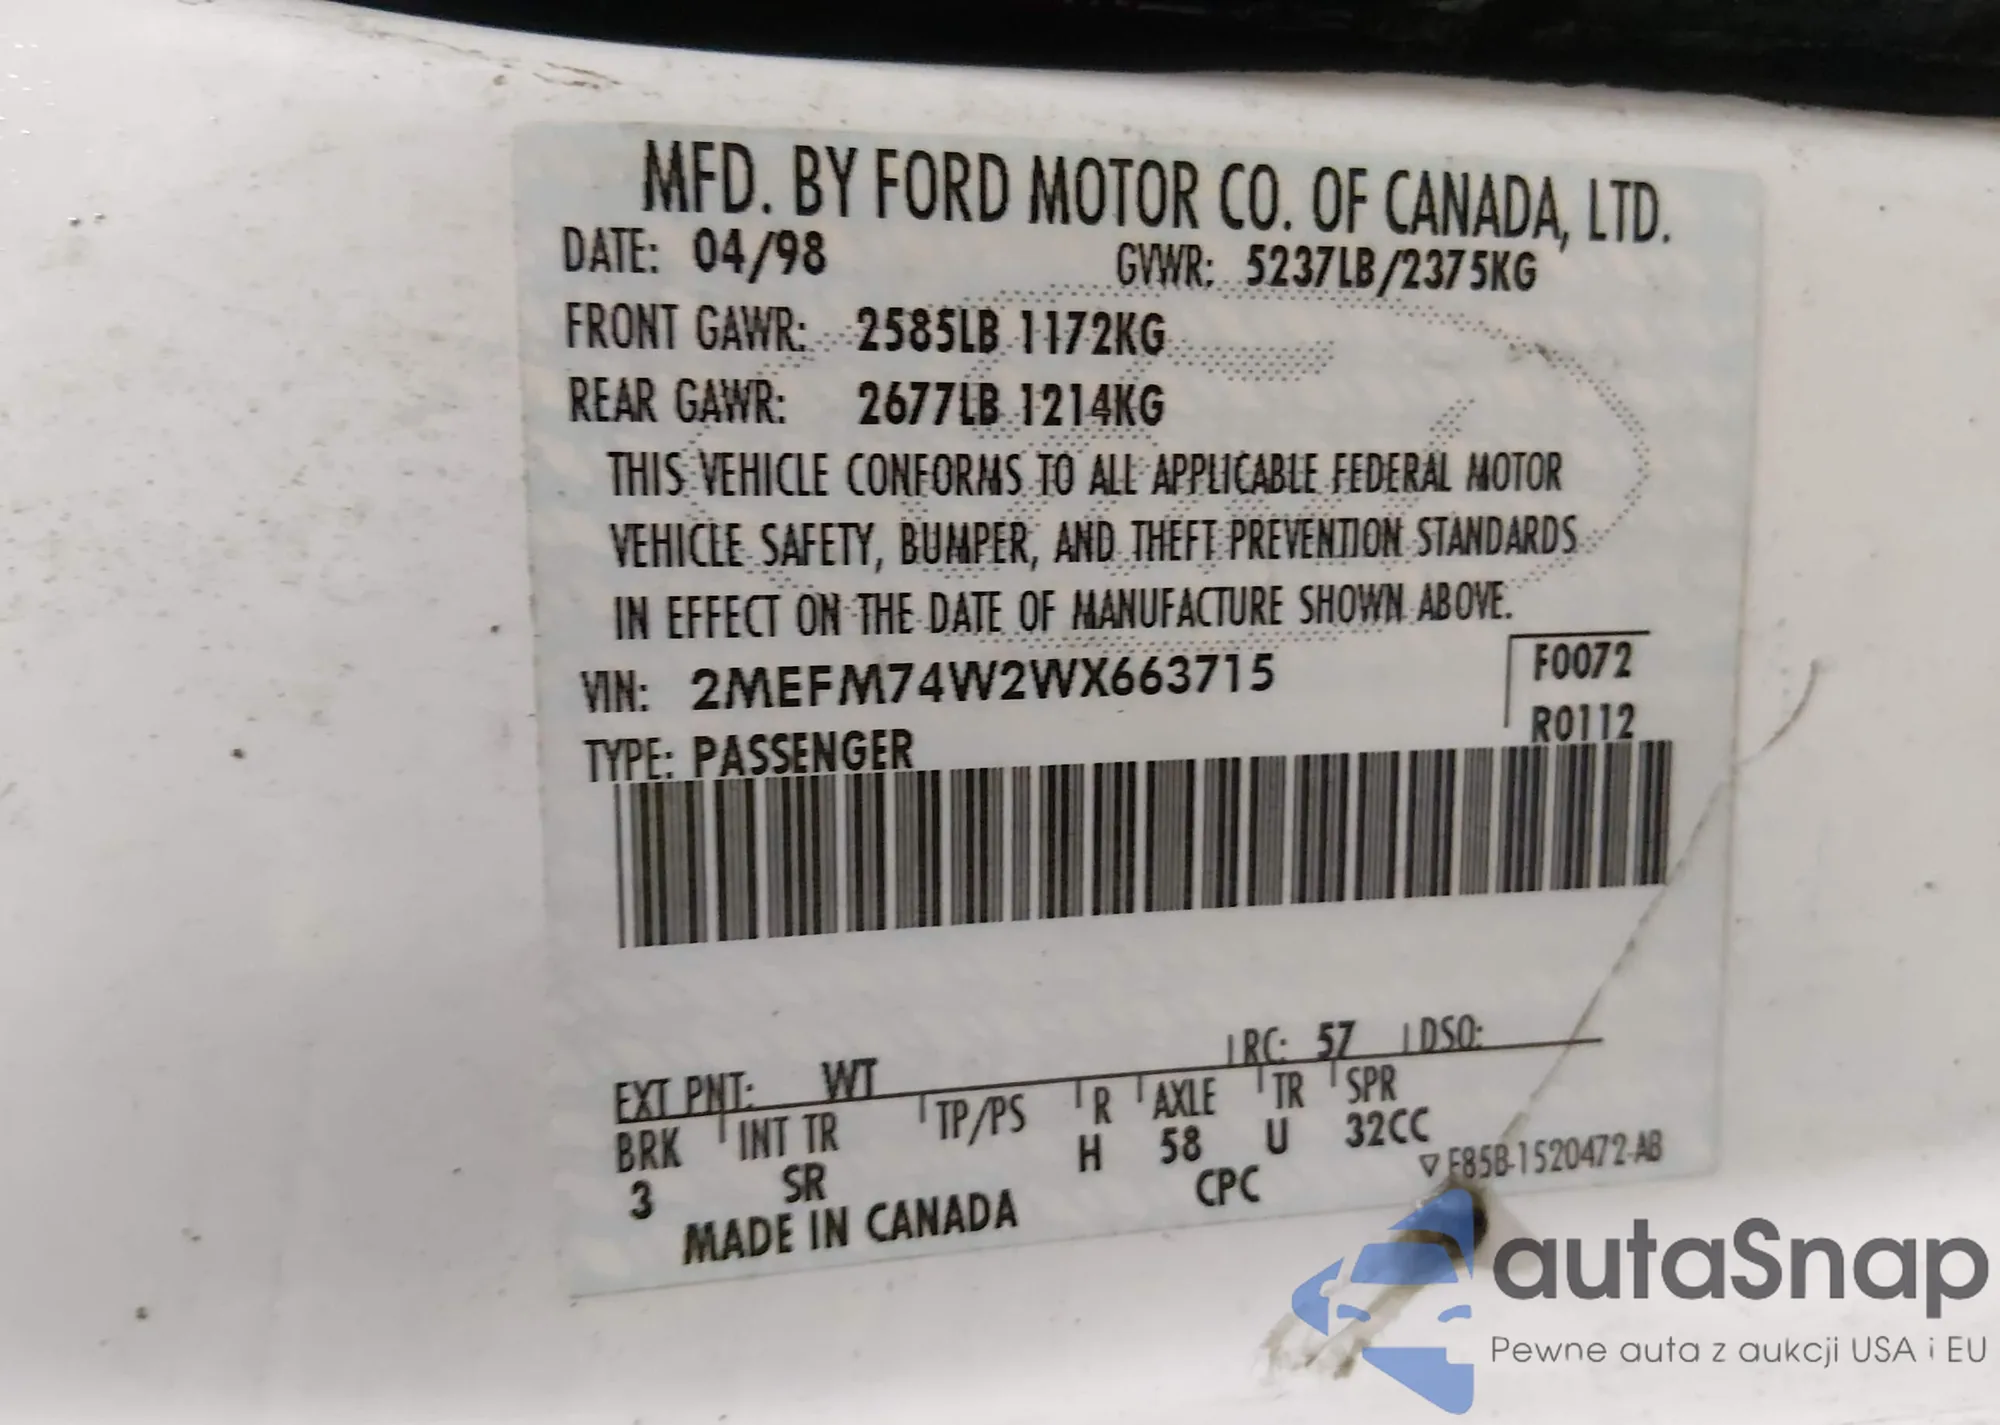 MFD. BY FORD MOTOR CO. OF CANADA, LTD.
DATE: 04/98 GVWR: 5237LB/2375KG
FRONT GAWR: 2585LB 1172KG
REAR GAWR: 2677LB 1214KG
THIS VEHICLE CONFORMS TO ALL APPLICABLE FEDERAL MOTOR
VEHICLE SAFETY, BUMPER, AND THEFT PREVENTION STANDARDS
IN EFFECT ON THE DATE OF MANUFACTURE SHOWN ABOVE.
VIN: 2MEFM74W2WX663715 F0072
TYPE: PASSENGER R0112
EXT PNT: WT RC: 57 DSO:
BRK INT TR TP/PS R AXLE TR SPR
3 SR H 58 U 32CC
MADE IN CANADA CPC ▽ F85B-1520472-AB
autoSnap
Pewne auta z aukcji USA i EU